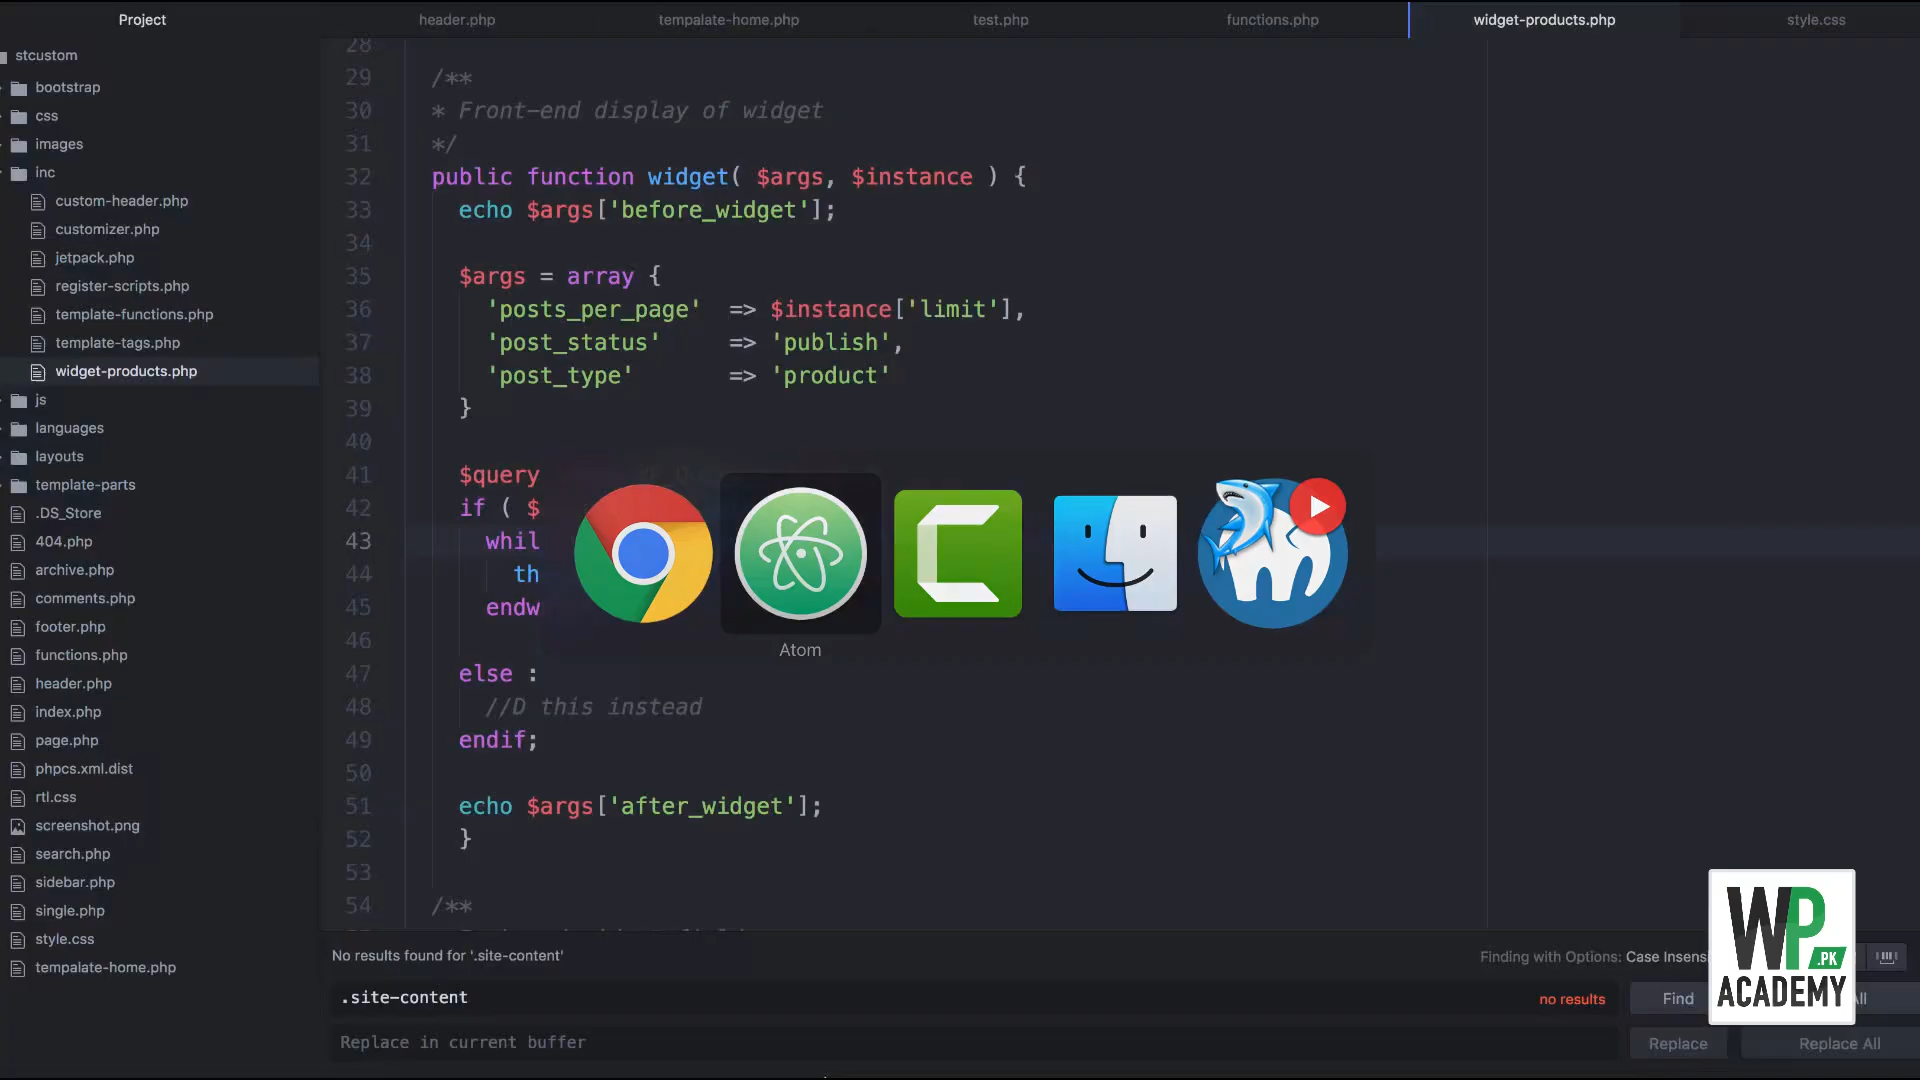 Project
header.php
tempalate-home.php
test.php
functions.php
widget-products.php
style.css
stcustom
bootstrap
css
images
inc
custom-header.php
customizer.php
jetpack.php
register-scripts.php
template-functions.php
template-tags.php
widget-products.php
js
languages
layouts
template-parts
.DS_Store
404.php
archive.php
comments.php
footer.php
functions.php
header.php
index.php
page.php
phpcs.xml.dist
rtl.css
screenshot.png
search.php
sidebar.php
single.php
style.css
tempalate-home.php
28
29 /**
30 * Front-end display of widget
31 */
32 public function widget( $args, $instance ) {
33 echo $args['before_widget'];
34
35 $args = array {
36 'posts_per_page' => $instance['limit'],
37 'post_status' => 'publish',
38 'post_type' => 'product'
39 }
40
41 $query
42 if ( $
43 whil
44 th
45 endw
46
47 else :
48 //D this instead
49 endif;
50
51 echo $args['after_widget'];
52 }
53
54 /**
Atom
No results found for '.site-content'
Finding with Options: Case Insensi
.site-content
no results
Find
All
Replace in current buffer
Replace
Replace All
WP
.PK
ACADEMY